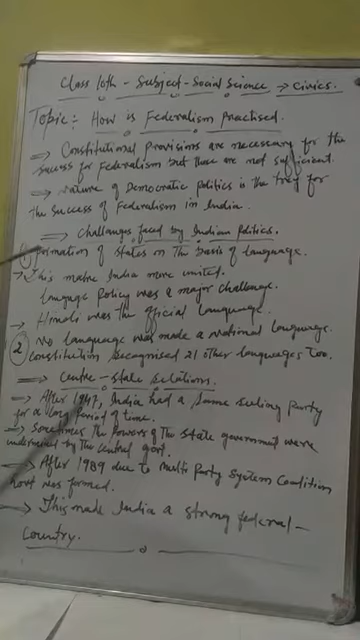 Class 10th - Subject - Social Science → Civics.
Topic: How is Federalism Practised.
⇒ Constitutional Provisions are necessary for the
success for Federalism but these are not sufficient.
→ Nature of Democratic politics is the for
the success of Federalism in India.
⇒ Challenges faced by Indian Politics.
① Formation of States on the basis of language.
→ This make India more united.
Language Policy was a major challenge.
→ Hindi was the official language.
② No language was made a National language.
Constitution recognised 21 other languages too.
⇒ Centre - State relations.
→ After 1947, India had a same ruling Party
for a long Period of time.
→ Sometimes the Powers of the State government were
by the central govt.
→ After 1989 due to Multi Party System Coalition
Govt was formed.
→ This made India a strong federal -
Country.